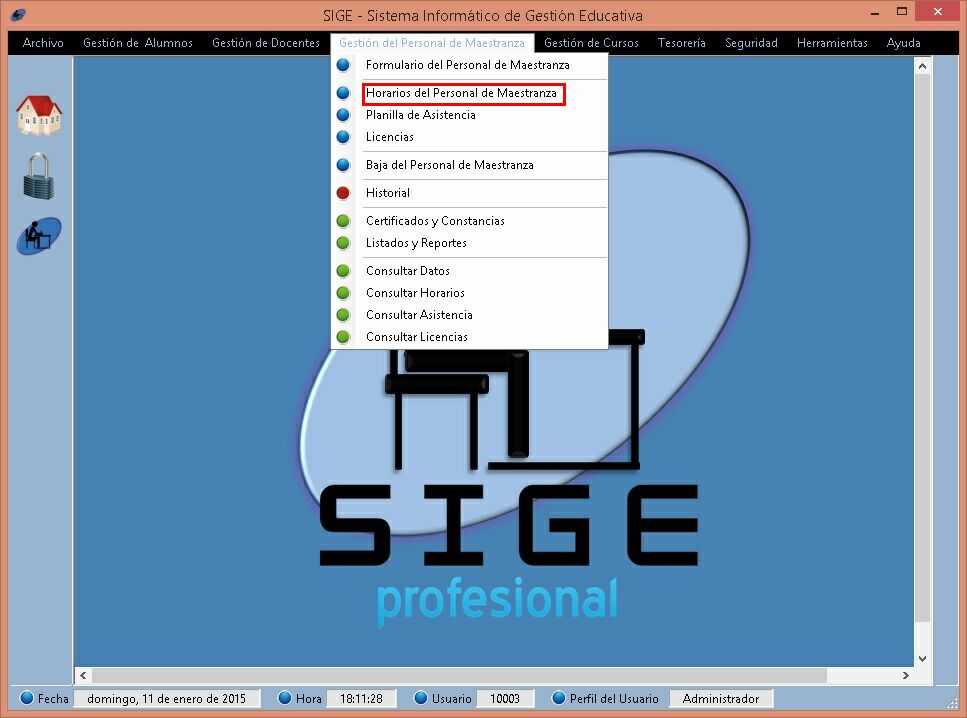 SIGE - Sistema Informático de Gestión Educativa
Archivo Gestión de Alumnos Gestión de Docentes Gestión del Personal de Maestranza Gestión de Cursos Tesorería Seguridad Herramientas Ayuda
Formulario del Personal de Maestranza
Horarios del Personal de Maestranza
Planilla de Asistencia
Licencias
Baja del Personal de Maestranza
Historial
Certificados y Constancias
Listados y Reportes
Consultar Datos
Consultar Horarios
Consultar Asistencia
Consultar Licencias
SIGE
profesional
Fecha domingo, 11 de enero de 2015 Hora 18:11:28 Usuario 10003 Perfil del Usuario Administrador